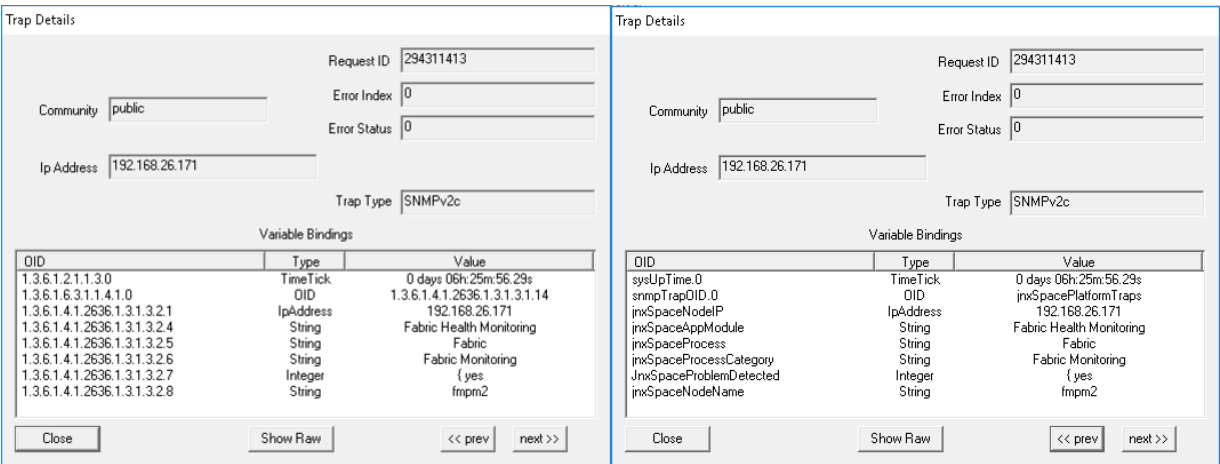 Trap Details
Request ID 294311413
Community public
Error Index 0
Error Status 0
Ip Address 192.168.26.171
Trap Type SNMPv2c
Variable Bindings
OID Type Value
1.3.6.1.2.1.1.3.0 TimeTick 0 days 06h:25m:56.29s
1.3.6.1.6.3.1.1.4.1.0 OID 1.3.6.1.4.1.2636.1.3.1.3.1.14
1.3.6.1.4.1.2636.1.3.1.3.2.1 IpAddress 192.168.26.171
1.3.6.1.4.1.2636.1.3.1.3.2.4 String Fabric Health Monitoring
1.3.6.1.4.1.2636.1.3.1.3.2.5 String Fabric
1.3.6.1.4.1.2636.1.3.1.3.2.6 String Fabric Monitoring
1.3.6.1.4.1.2636.1.3.1.3.2.7 Integer { yes
1.3.6.1.4.1.2636.1.3.1.3.2.8 String fmpm2
Close Show Raw << prev next >>
Trap Details
Request ID 294311413
Community public
Error Index 0
Error Status 0
Ip Address 192.168.26.171
Trap Type SNMPv2c
Variable Bindings
OID Type Value
sysUpTime.0 TimeTick 0 days 06h:25m:56.29s
snmpTrapOID.0 OID jnxSpacePlatformTraps
jnxSpaceNodeIP IpAddress 192.168.26.171
jnxSpaceAppModule String Fabric Health Monitoring
jnxSpaceProcess String Fabric
jnxSpaceProcessCategory String Fabric Monitoring
JnxSpaceProblemDetected Integer { yes
jnxSpaceNodeName String fmpm2
Close Show Raw << prev next >>